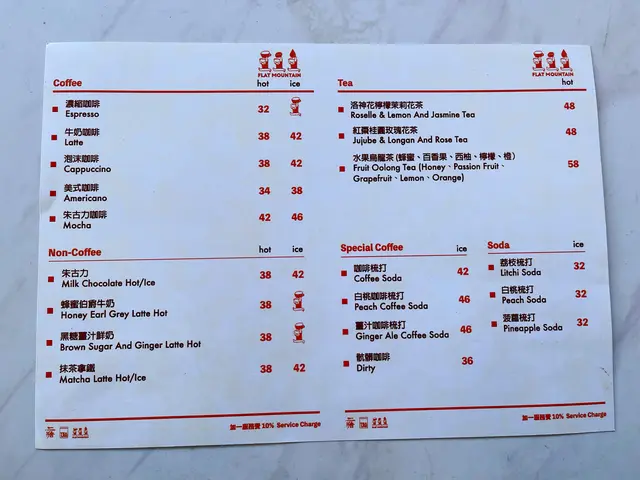 FLAT MOUNTAIN
Coffee hot ice
濃縮咖啡
Espresso 32
牛奶咖啡
Latte 38 42
泡沫咖啡
Cappuccino 38 42
美式咖啡
Americano 34 38
朱古力咖啡
Mocha 42 46
Non-Coffee hot ice
朱古力
Milk Chocolate Hot/Ice 38 42
蜂蜜伯爵牛奶
Honey Earl Grey Latte Hot 38
黑糖薑汁鮮奶
Brown Sugar And Ginger Latte Hot 38
抹茶拿鐵
Matcha Latte Hot/Ice 38 42
加一服務費 10% Service Charge
FLAT MOUNTAIN
Tea
洛神花檸檬茉莉花茶 48
Roselle & Lemon And Jasmine Tea
紅棗桂圓玫瑰花茶 48
Jujube & Longan And Rose Tea
水果烏龍茶 (蜂蜜、百香果、西柚、檸檬、橙)
Fruit Oolong Tea (Honey、Passion Fruit、 58
Grapefruit、Lemon、Orange)
Special Coffee ice
咖啡梳打
Coffee Soda 42
白桃咖啡梳打
Peach Coffee Soda 46
薑汁咖啡梳打
Ginger Ale Coffee Soda 46
骯髒咖啡
Dirty 36
Soda ice
荔枝梳打
Litchi Soda 32
白桃梳打
Peach Soda 32
菠蘿梳打
Pineapple Soda 32
加一服務費 10% Service Charge